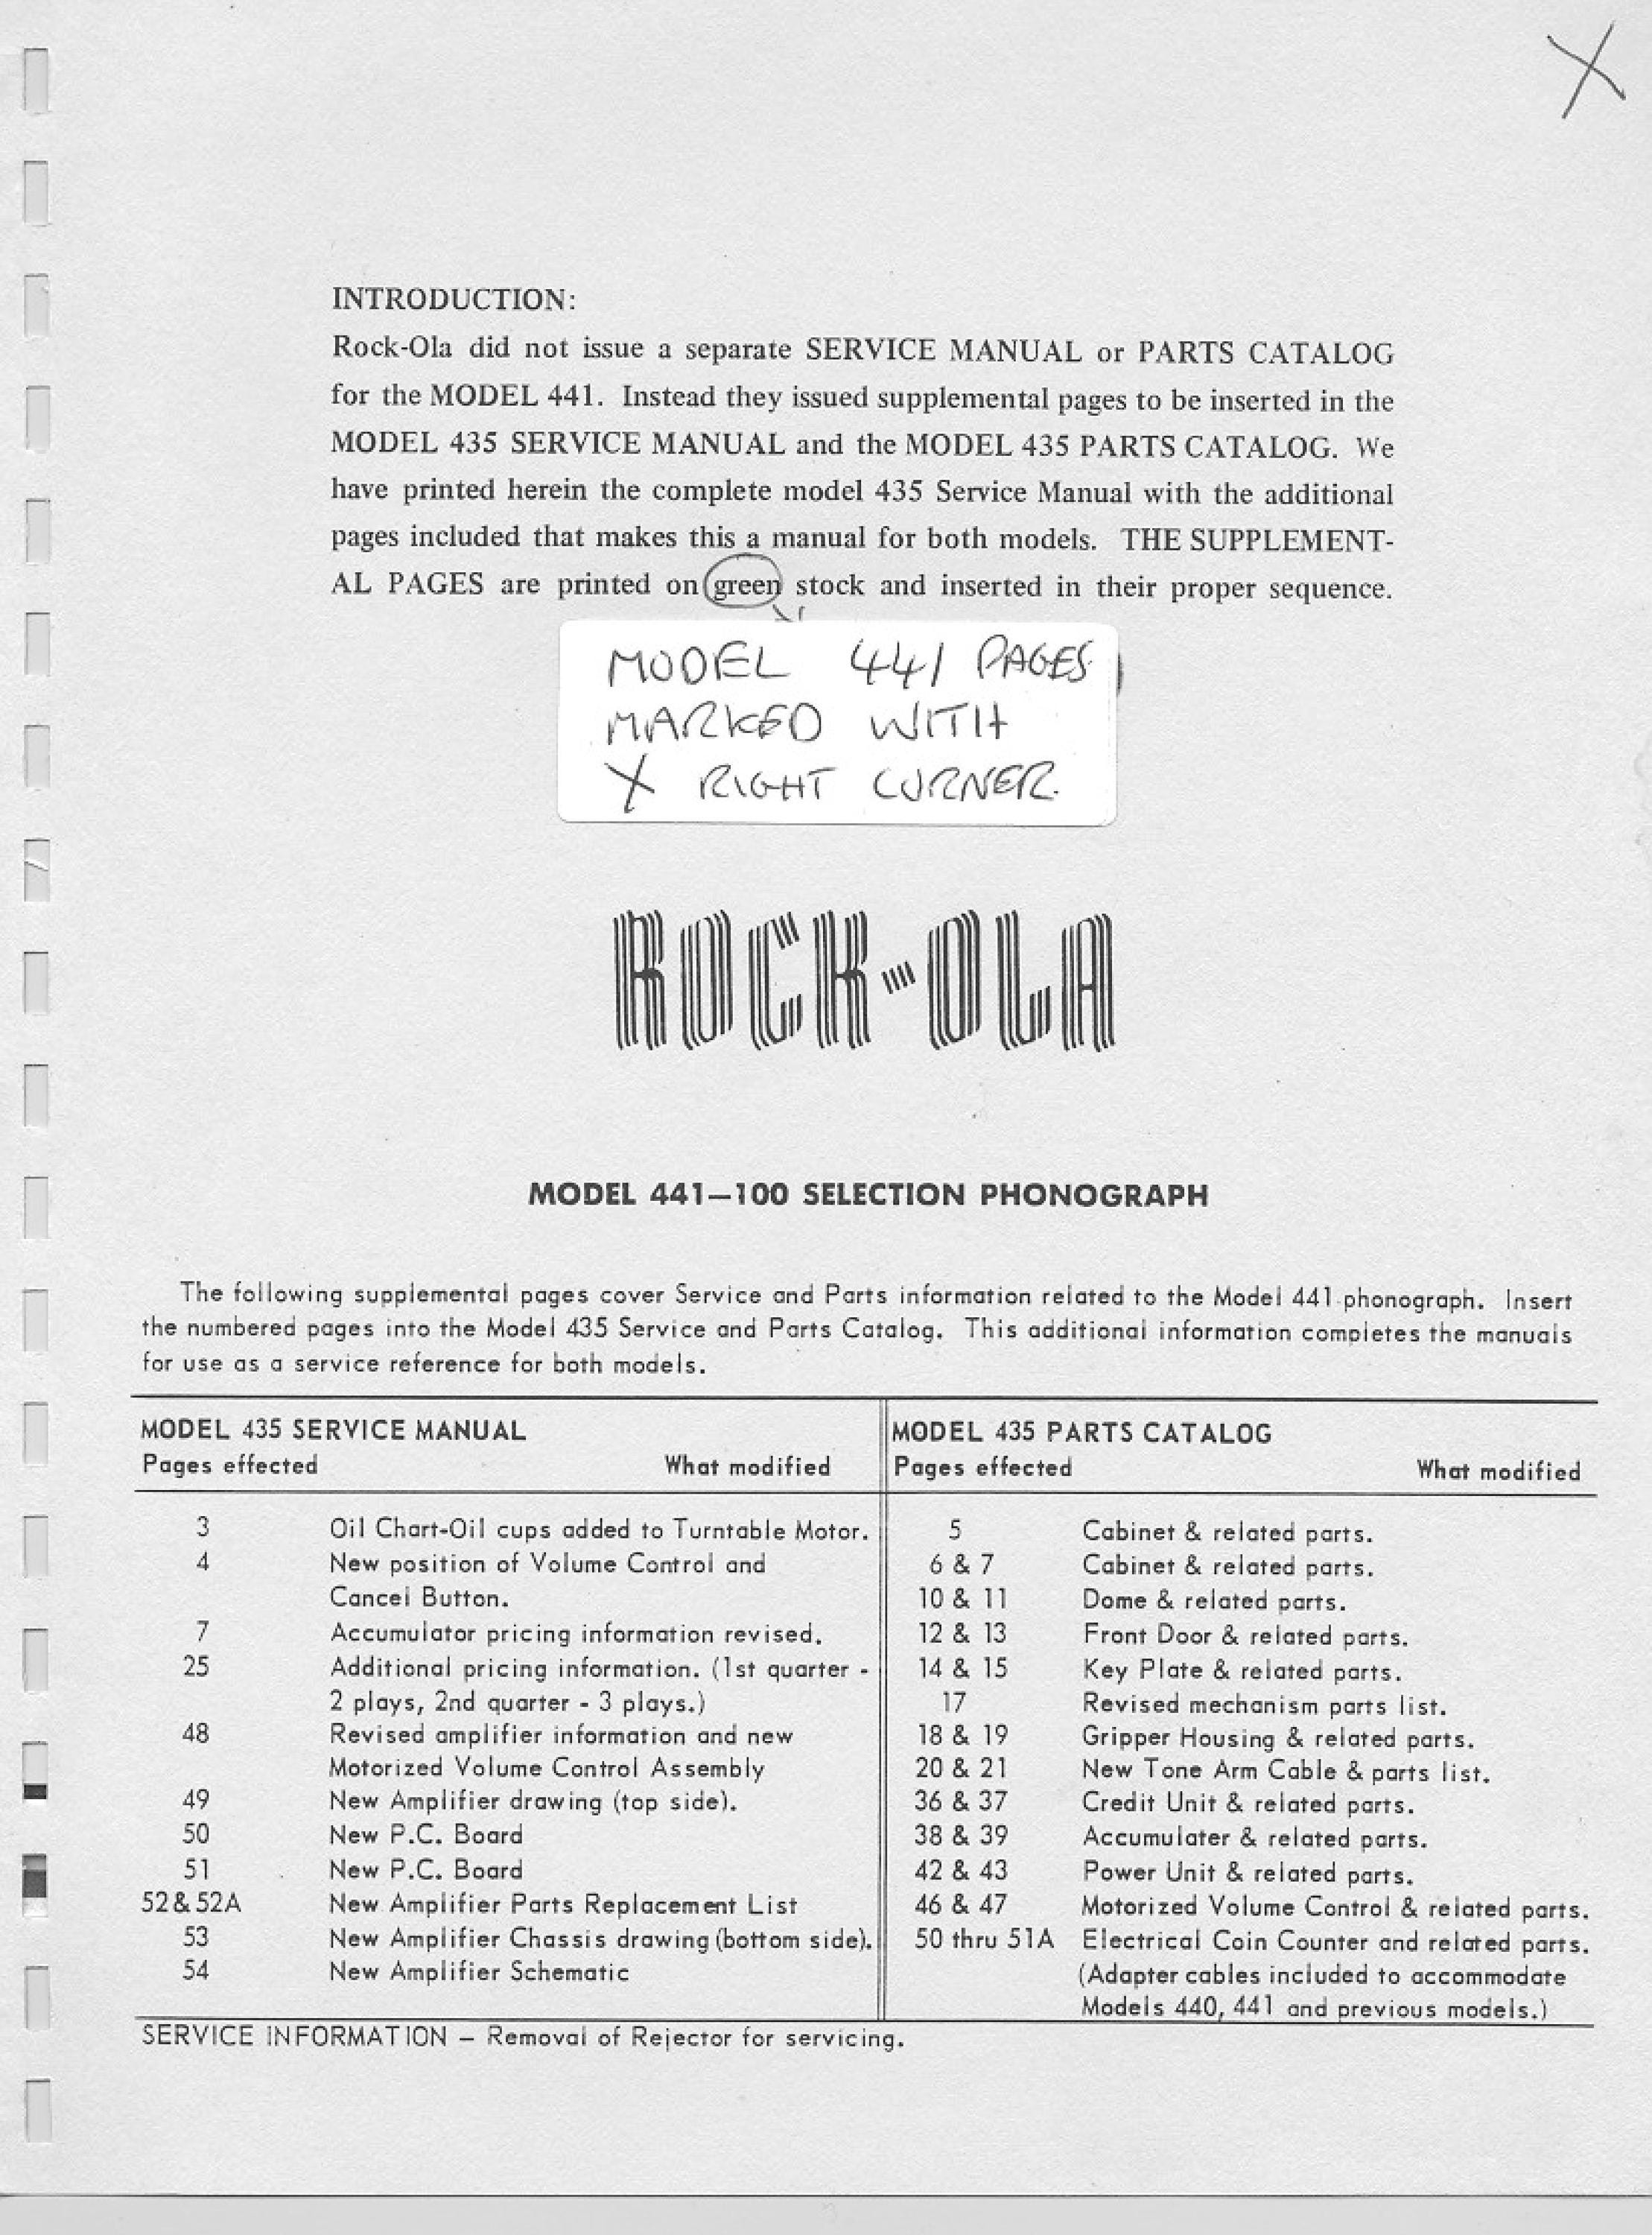 X
INTRODUCTION:
Rock-Ola did not issue a separate SERVICE MANUAL or PARTS CATALOG
for the MODEL 441. Instead they issued supplemental pages to be inserted in the
MODEL 435 SERVICE MANUAL and the MODEL 435 PARTS CATALOG. We
have printed herein the complete model 435 Service Manual with the additional
pages included that makes this a manual for both models. THE SUPPLEMENT-
AL PAGES are printed on green stock and inserted in their proper sequence.
MODEL 441 PAGES
MARKED WITH
X RIGHT CORNER.
ROCK-OLA
MODEL 441—100 SELECTION PHONOGRAPH
The following supplemental pages cover Service and Parts information related to the Model 441 phonograph. Insert
the numbered pages into the Model 435 Service and Parts Catalog. This additional information completes the manuals
for use as a service reference for both models.
MODEL 435 SERVICE MANUAL
Pages effected What modified
3 Oil Chart-Oil cups added to Turntable Motor.
4 New position of Volume Control and
Cancel Button.
7 Accumulator pricing information revised.
25 Additional pricing information. (1st quarter -
2 plays, 2nd quarter - 3 plays.)
48 Revised amplifier information and new
Motorized Volume Control Assembly
49 New Amplifier drawing (top side).
50 New P.C. Board
51 New P.C. Board
52 & 52A New Amplifier Parts Replacement List
53 New Amplifier Chassis drawing (bottom side).
54 New Amplifier Schematic
MODEL 435 PARTS CATALOG
Pages effected What modified
5 Cabinet & related parts.
6 & 7 Cabinet & related parts.
10 & 11 Dome & related parts.
12 & 13 Front Door & related parts.
14 & 15 Key Plate & related parts.
17 Revised mechanism parts list.
18 & 19 Gripper Housing & related parts.
20 & 21 New Tone Arm Cable & parts list.
36 & 37 Credit Unit & related parts.
38 & 39 Accumulater & related parts.
42 & 43 Power Unit & related parts.
46 & 47 Motorized Volume Control & related parts.
50 thru 51A Electrical Coin Counter and related parts.
(Adapter cables included to accommodate
Models 440, 441 and previous models.)
SERVICE INFORMATION — Removal of Rejector for servicing.